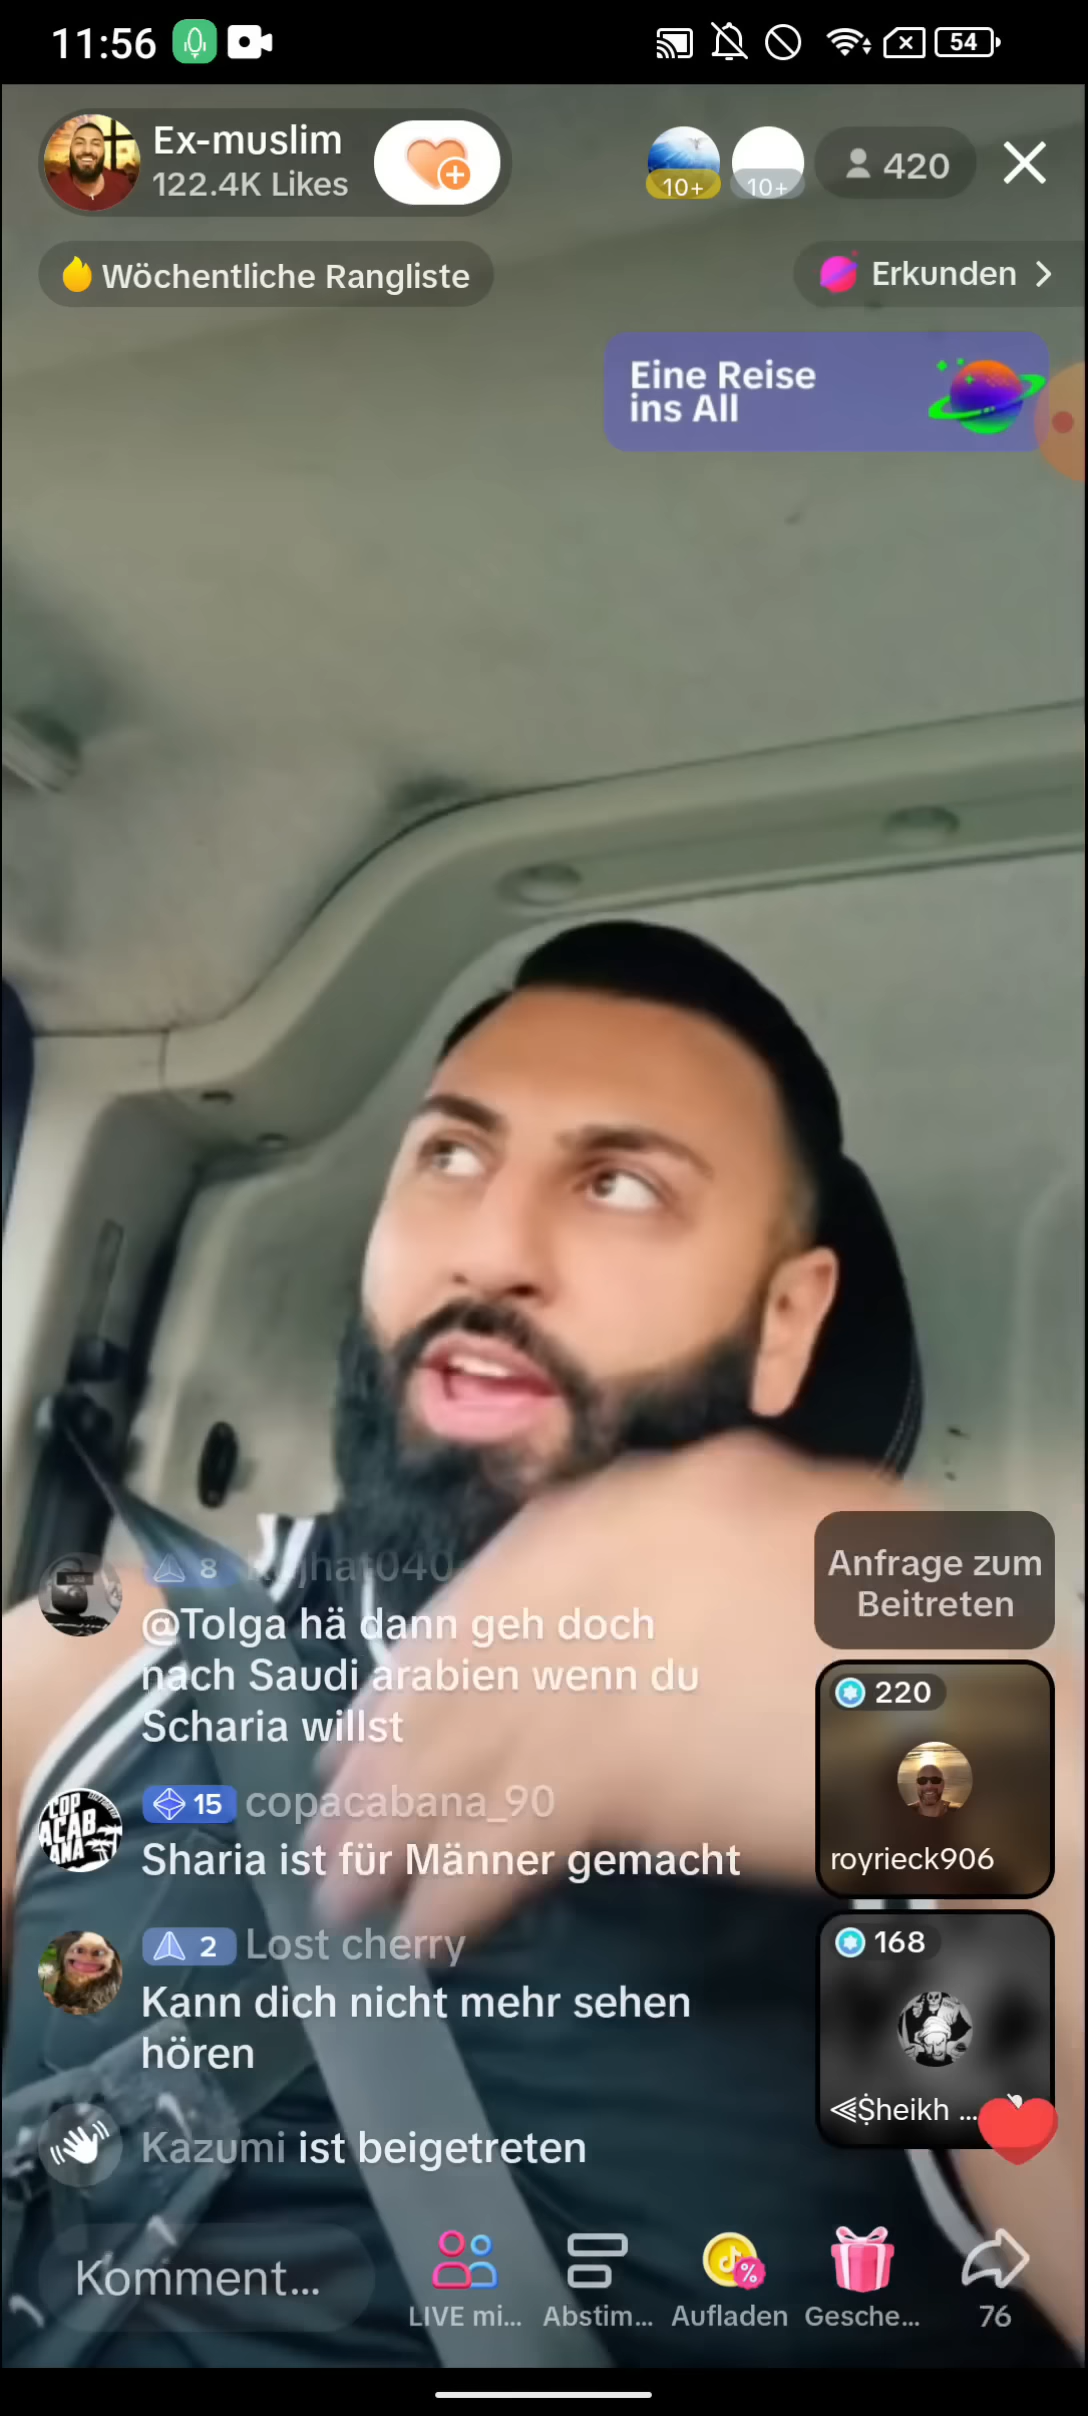 11:56
54
Ex-muslim
122.4K Likes
10+
10+
420
Wöchentliche Rangliste
Erkunden
Eine Reise
ins All
8
@Tolga hä dann geh doch
nach Saudi arabien wenn du
Scharia willst
COP
ACAB
ANA
15 copacabana_90
Sharia ist für Männer gemacht
2 Lost cherry
Kann dich nicht mehr sehen
hören
Kazumi ist beigetreten
Anfrage zum
Beitreten
220
royrieck906
168
Komment...
LIVE mi...
Abstim...
Aufladen
Gesche...
76